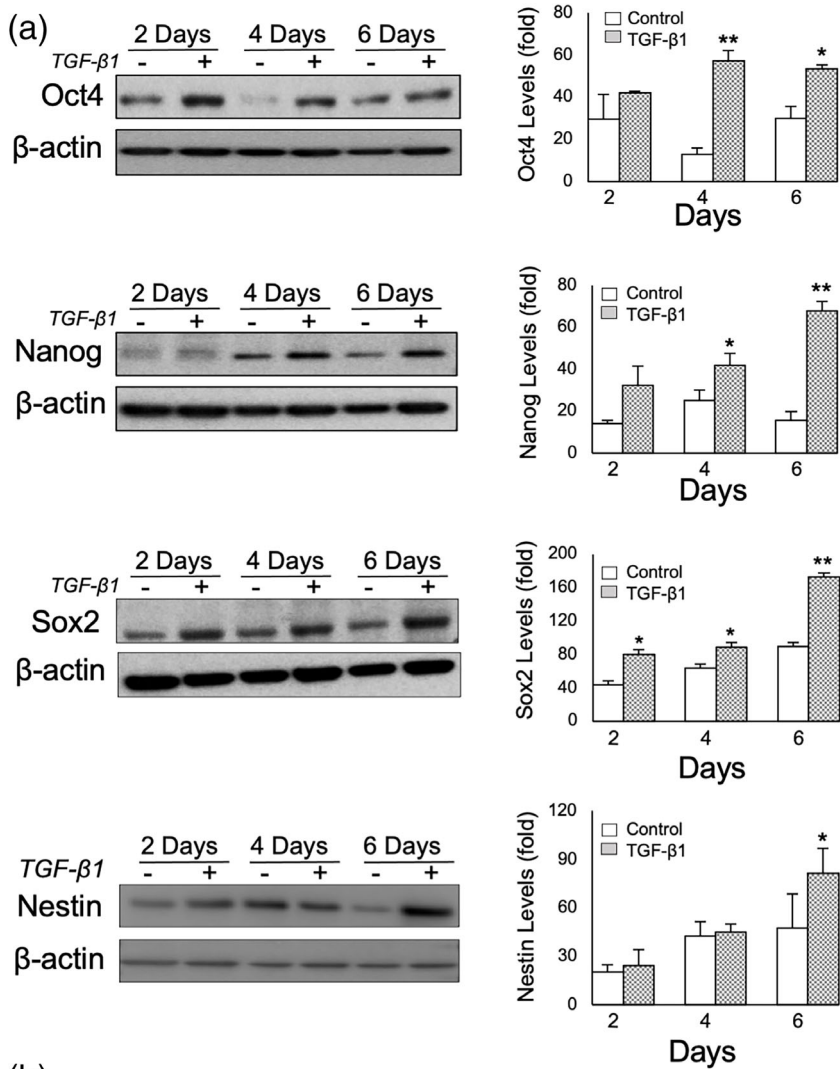 (a)
2 Days 4 Days 6 Days
TGF-β1 - + - + - +
Oct4
β-actin
80
60
40
20
0
Oct4 Levels (fold)
Control
TGF-β1
** *
2 4 6
Days
2 Days 4 Days 6 Days
TGF-β1 - + - + - +
Nanog
β-actin
80
60
40
20
0
Nanog Levels (fold)
Control
TGF-β1
* **
2 4 6
Days
2 Days 4 Days 6 Days
TGF-β1 - + - + - +
Sox2
β-actin
200
160
120
80
40
0
Sox2 Levels (fold)
Control
TGF-β1
* * **
2 4 6
Days
2 Days 4 Days 6 Days
TGF-β1 - + - + - +
Nestin
β-actin
120
90
60
30
0
Nestin Levels (fold)
Control
TGF-β1
*
2 4 6
Days